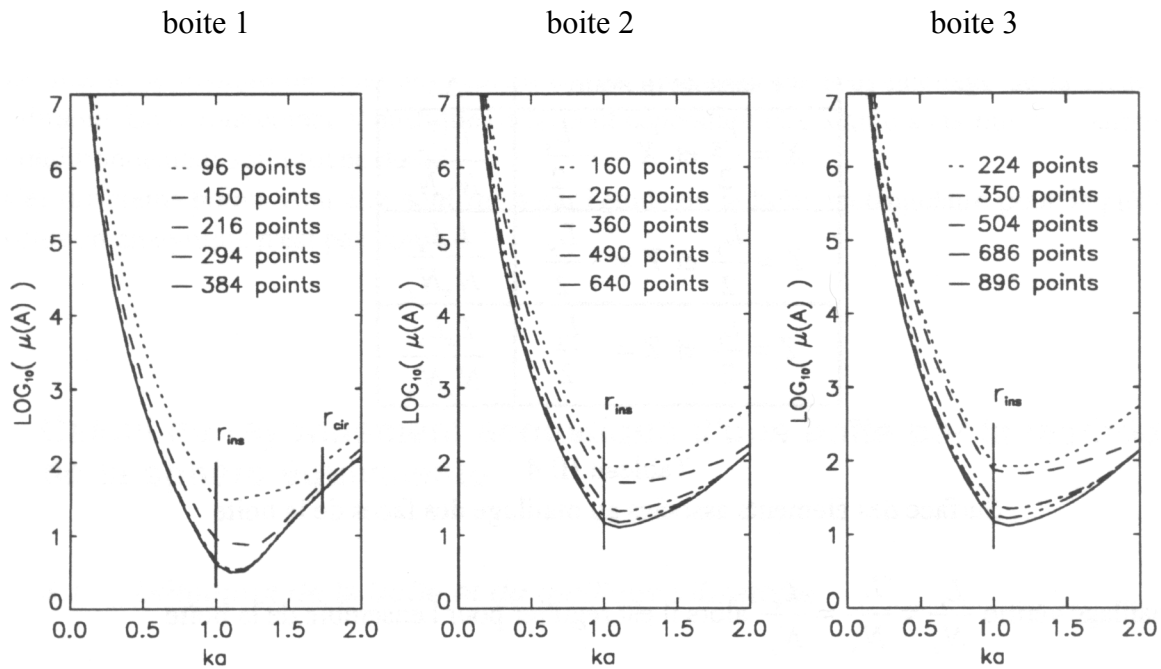 boite 1
boite 2
boite 3
LOG₁₀( μ(A) )
7
6
5
4
3
2
1
0
96 points
150 points
216 points
294 points
384 points
r_ins
r_cir
0.0 0.5 1.0 1.5 2.0
ka
LOG₁₀( μ(A) )
7
6
5
4
3
2
1
0
160 points
250 points
360 points
490 points
640 points
r_ins
0.0 0.5 1.0 1.5 2.0
ka
LOG₁₀( μ(A) )
7
6
5
4
3
2
1
0
224 points
350 points
504 points
686 points
896 points
r_ins
0.0 0.5 1.0 1.5 2.0
ka